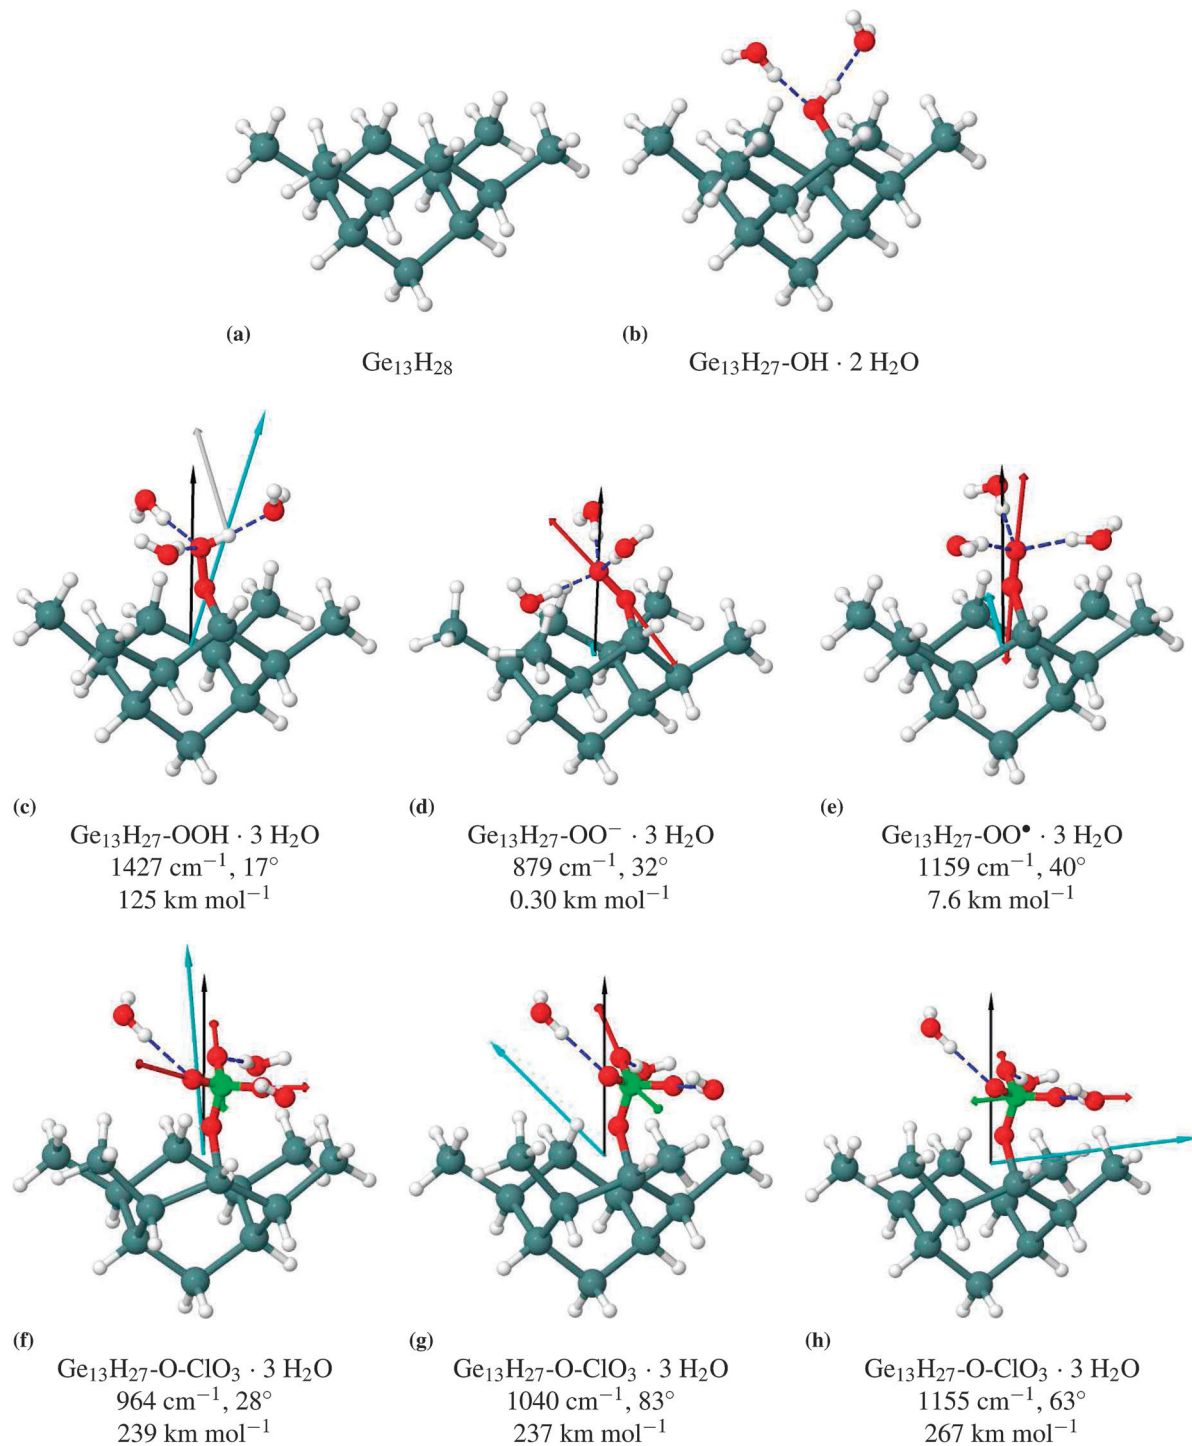 (a) (b)
Ge₁₃H₂₈ Ge₁₃H₂₇-OH · 2 H₂O
(c) (d) (e)
Ge₁₃H₂₇-OOH · 3 H₂O Ge₁₃H₂₇-OO⁻ · 3 H₂O Ge₁₃H₂₇-OO• · 3 H₂O
1427 cm⁻¹, 17° 879 cm⁻¹, 32° 1159 cm⁻¹, 40°
125 km mol⁻¹ 0.30 km mol⁻¹ 7.6 km mol⁻¹
(f) (g) (h)
Ge₁₃H₂₇-O-ClO₃ · 3 H₂O Ge₁₃H₂₇-O-ClO₃ · 3 H₂O Ge₁₃H₂₇-O-ClO₃ · 3 H₂O
964 cm⁻¹, 28° 1040 cm⁻¹, 83° 1155 cm⁻¹, 63°
239 km mol⁻¹ 237 km mol⁻¹ 267 km mol⁻¹